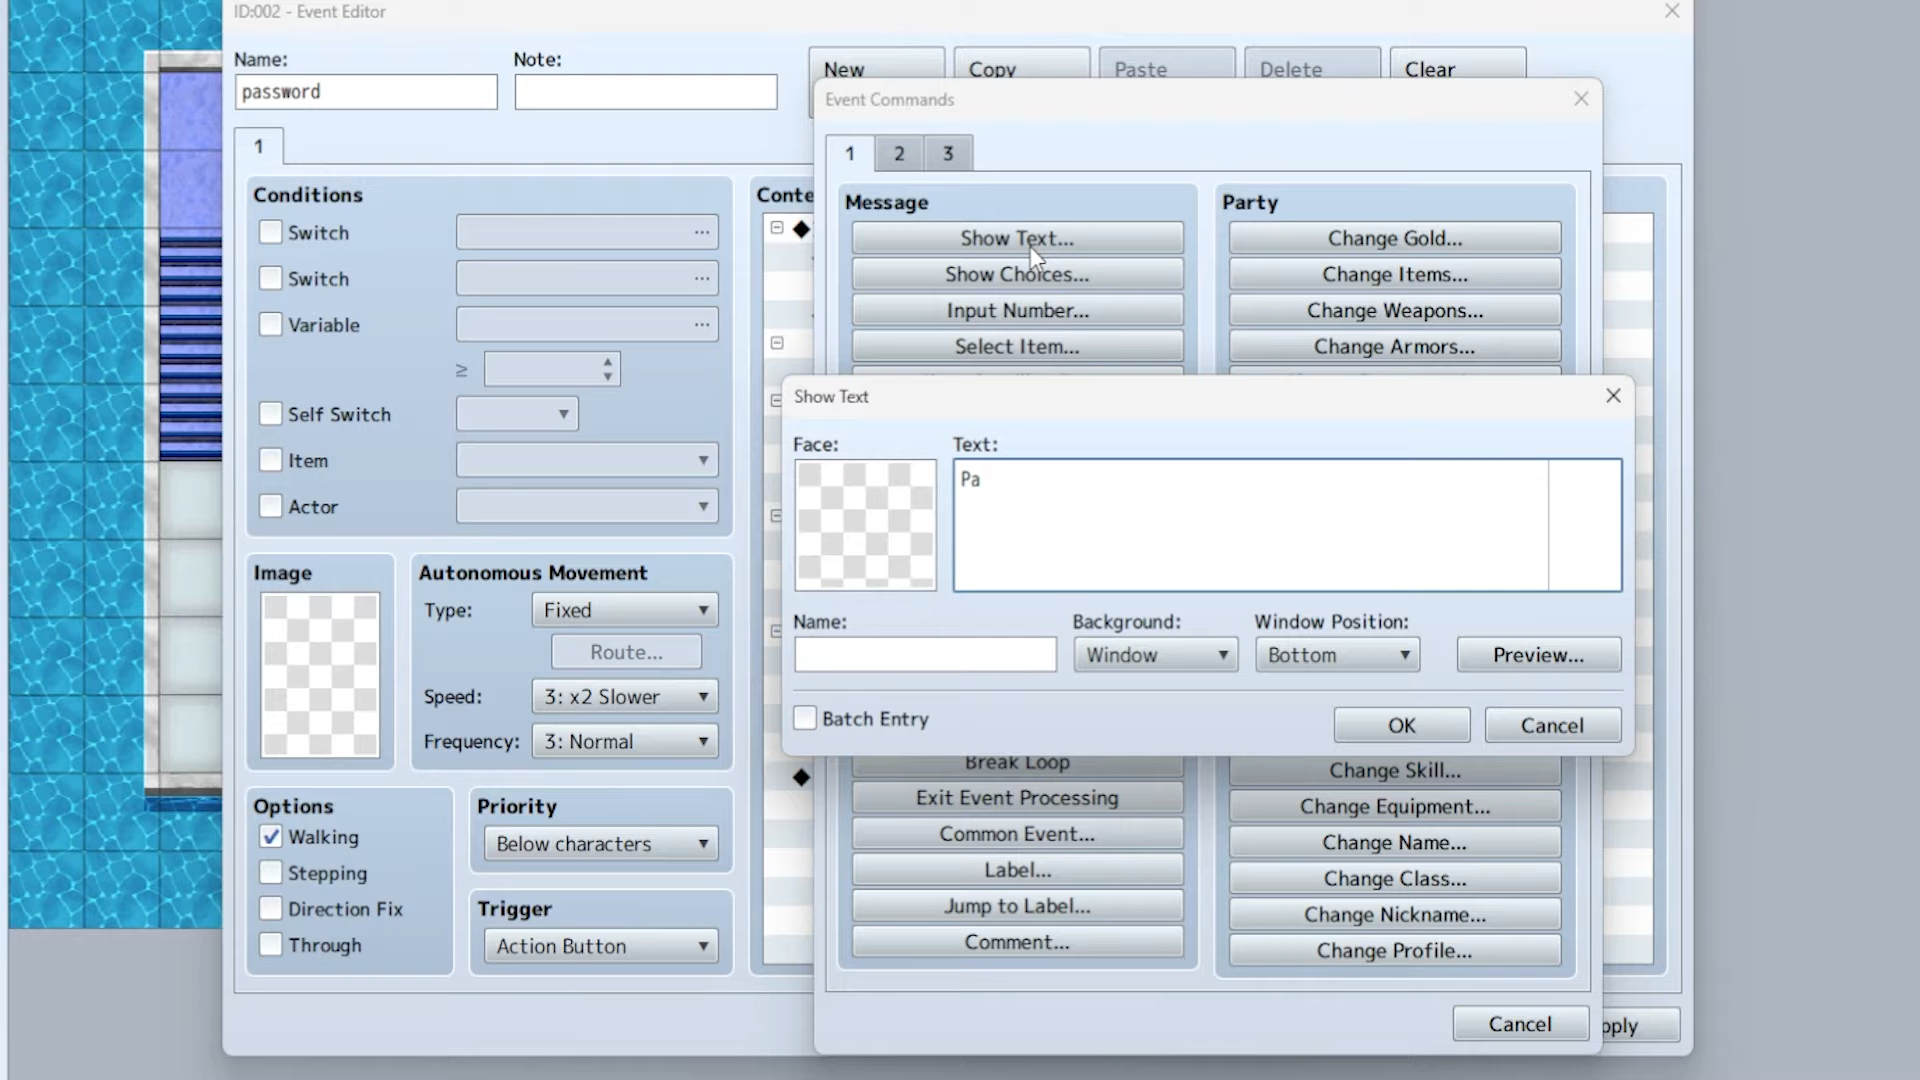 ID:002 - Event Editor
Name:
Note:
password
New
Copy
Paste
Delete
Clear
1
Conditions
Switch
...
Switch
...
Variable
...
≥
Self Switch
Item
Actor
Image
Autonomous Movement
Type:
Fixed
Route...
Speed:
3: x2 Slower
Frequency:
3: Normal
Options
Walking
Stepping
Direction Fix
Through
Priority
Below characters
Trigger
Action Button
Conte
Event Commands
1
2
3
Message
Show Text...
Show Choices...
Input Number...
Select Item...
Party
Change Gold...
Change Items...
Change Weapons...
Change Armors...
Show Text
Face:
Text:
Pa
Name:
Background:
Window
Window Position:
Bottom
Preview...
Batch Entry
OK
Cancel
Break Loop
Exit Event Processing
Common Event...
Label...
Jump to Label...
Comment...
Change Skill...
Change Equipment...
Change Name...
Change Class...
Change Nickname...
Change Profile...
Cancel
pply